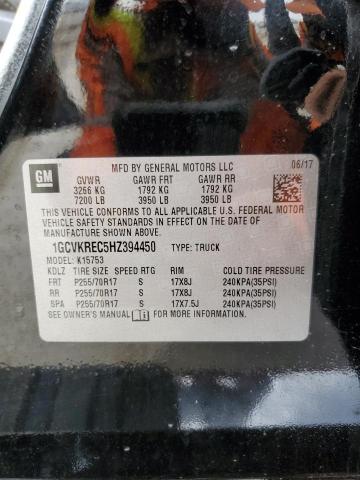 GM
MFD BY GENERAL MOTORS LLC 06/17
GVWR GAWR FRT GAWR RR
3266 KG 1792 KG 1792 KG
7200 LB 3950 LB 3950 LB
THIS VEHICLE CONFORMS TO ALL APPLICABLE U.S. FEDERAL MOTOR
VEHICLE SAFETY STANDARDS IN EFFECT ON THE DATE
OF MANUFACTURE SHOWN ABOVE.
1GCVKREC5HZ394450 TYPE: TRUCK
MODEL: K15753
KDLZ TIRE SIZE SPEED RTG RIM COLD TIRE PRESSURE
FRT P255/70R17 S 17X8J 240KPA(35PSI)
RR P255/70R17 S 17X8J 240KPA(35PSI)
SPA P255/70R17 S 17X7.5J 240KPA(35PSI)
SEE OWNER'S MANUAL FOR MORE INFORMATION.